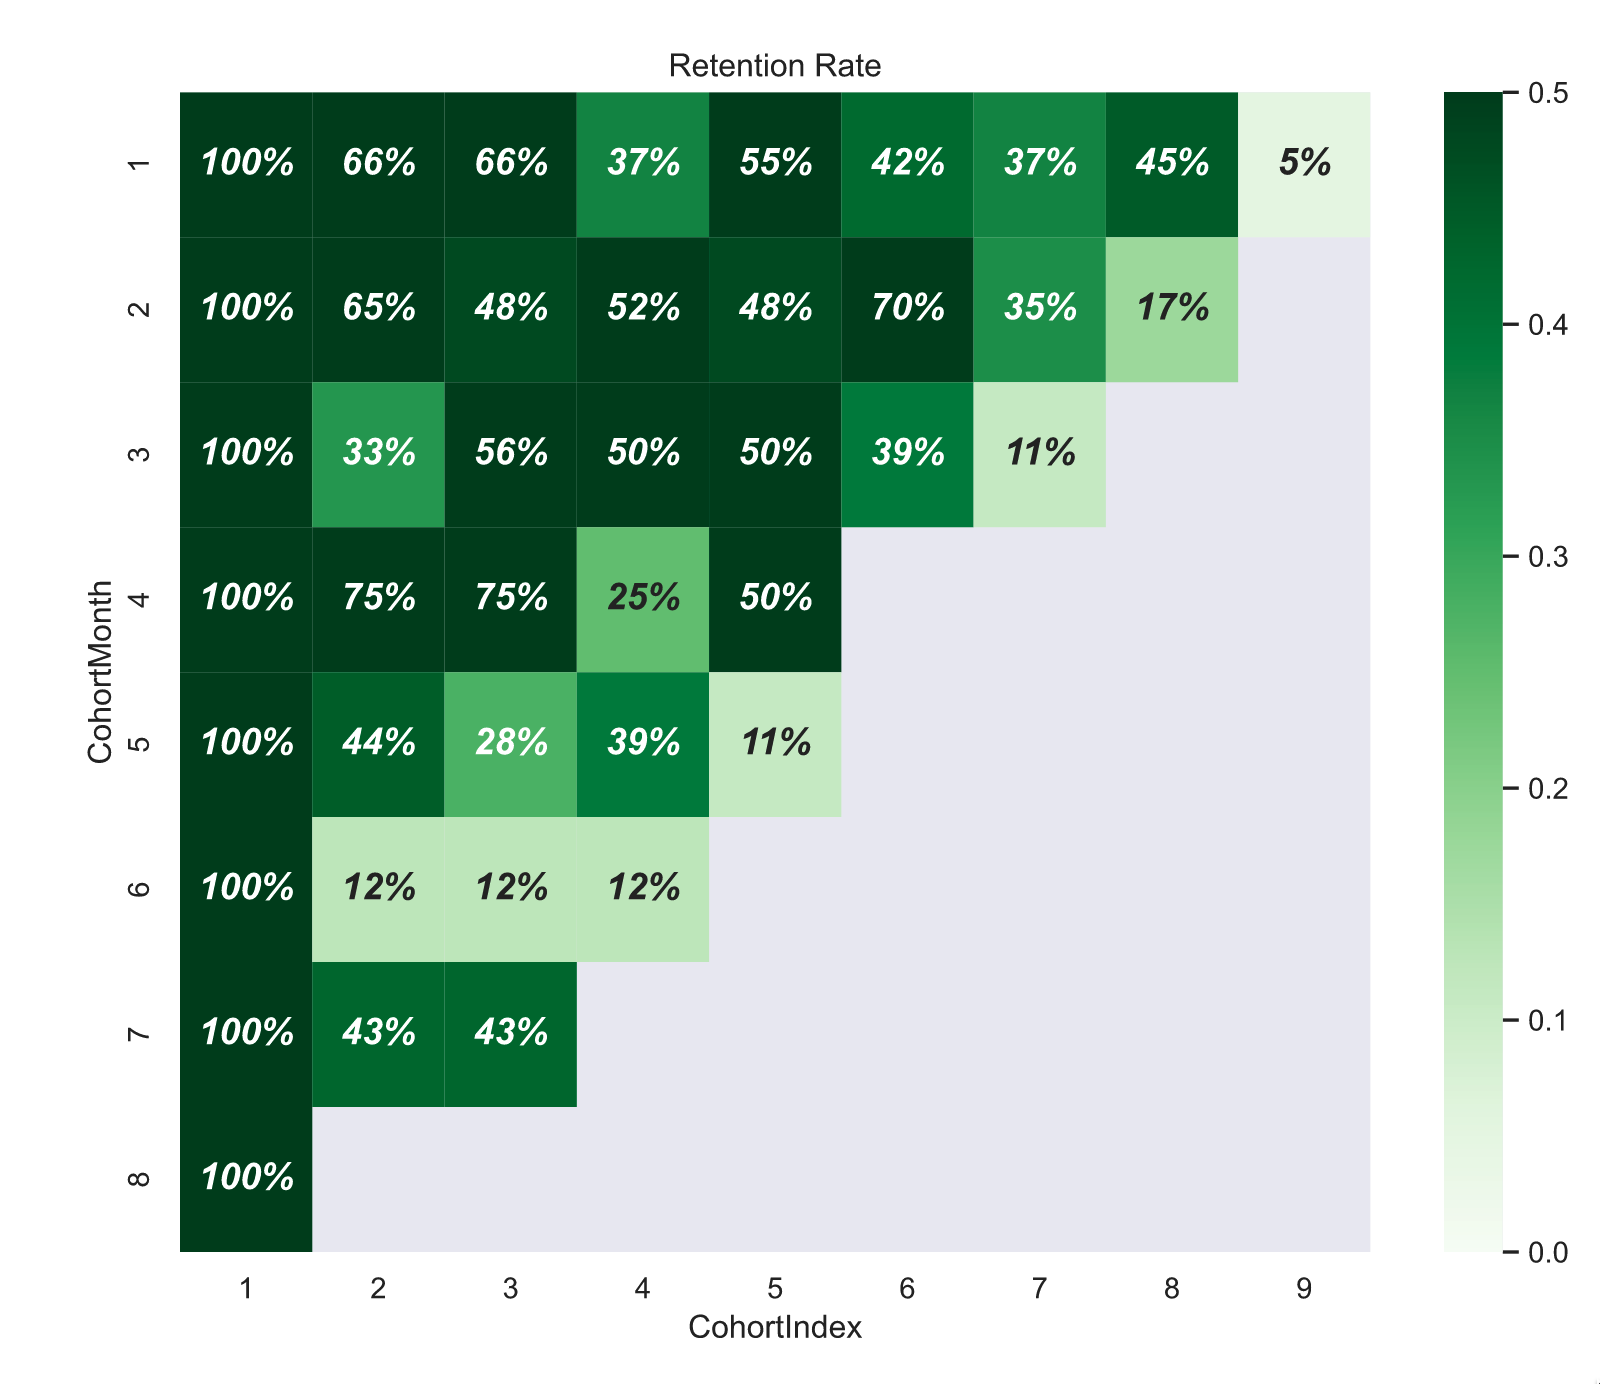 Retention Rate
1 100% 66% 66% 37% 55% 42% 37% 45% 5%
2 100% 65% 48% 52% 48% 70% 35% 17%
3 100% 33% 56% 50% 50% 39% 11%
4 100% 75% 75% 25% 50%
5 100% 44% 28% 39% 11%
6 100% 12% 12% 12%
7 100% 43% 43%
8 100%
CohortMonth
1 2 3 4 5 6 7 8 9
CohortIndex
0.5
0.4
0.3
0.2
0.1
0.0